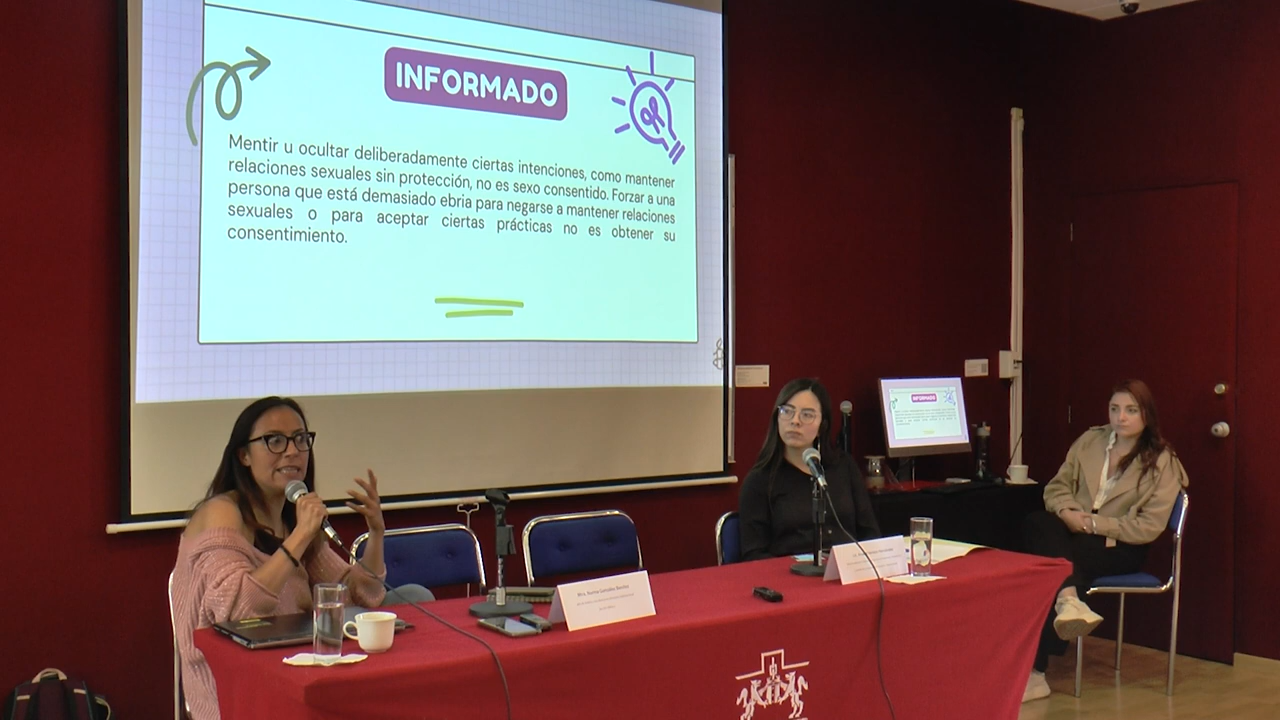 INFORMADO
Mentir u ocultar deliberadamente ciertas intenciones, como mantener
relaciones sexuales sin protección, no es sexo consentido. Forzar a una
persona que está demasiado ebria para negarse a mantener relaciones
sexuales o para aceptar ciertas prácticas no es obtener su
consentimiento.
INFORMADO